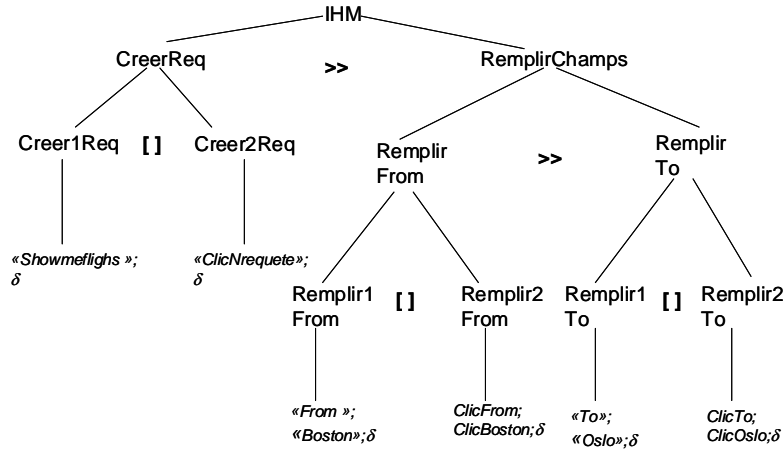 IHM
CreerReq >> RemplirChamps
Creer1Req [ ] Creer2Req
Remplir
From
>>
Remplir
To
«Showmeflighs »;
δ
«ClicNrequete»;
δ
Remplir1
From
[ ]
Remplir2
From
Remplir1
To
[ ]
Remplir2
To
«From »;
«Boston»;δ
ClicFrom;
ClicBoston;δ
«To»;
«Oslo»;δ
ClicTo;
ClicOslo;δ